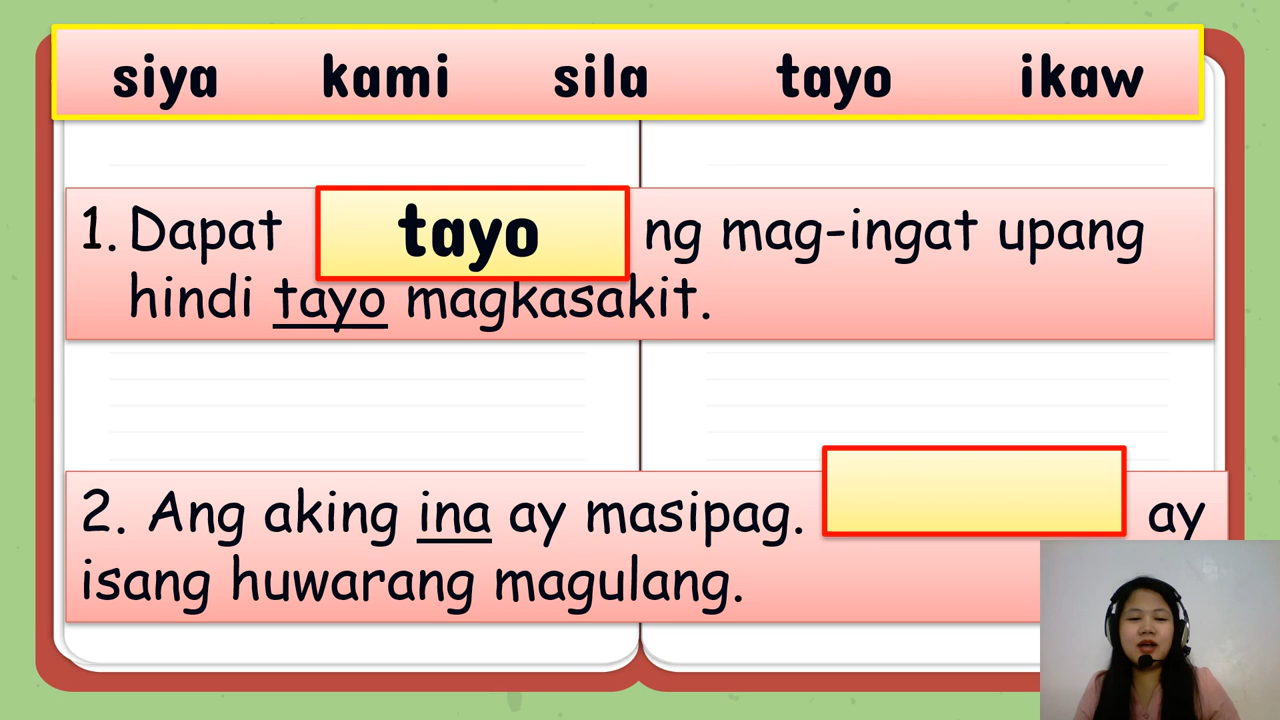 siya kami sila tayo ikaw
1. Dapat tayo ng mag-ingat upang
hindi tayo magkasakit.
2. Ang aking ina ay masipag. ay
isang huwarang magulang.